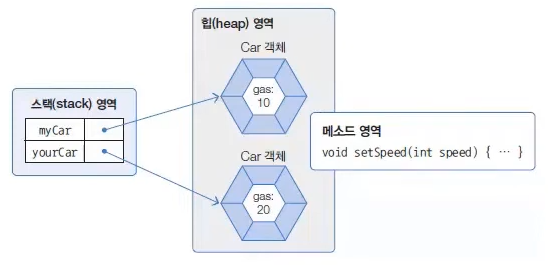 힙(heap) 영역
Car 객체
gas:
10
스택(stack) 영역
myCar
yourCar
메소드 영역
void setSpeed(int speed) { … }
Car 객체
gas:
20